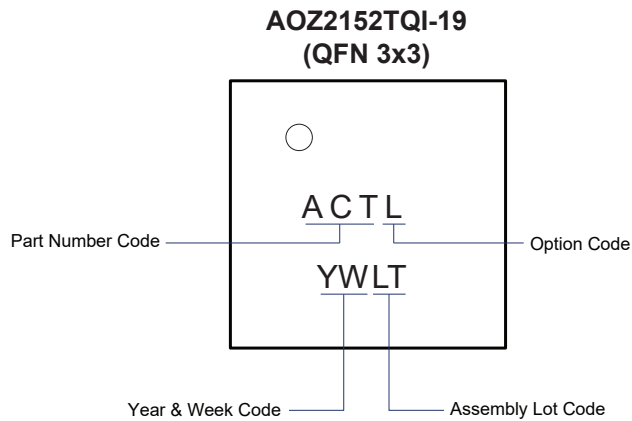 AOZ2152TQI-19
(QFN 3x3)
ACTL
Part Number Code
Option Code
YWLT
Year & Week Code
Assembly Lot Code